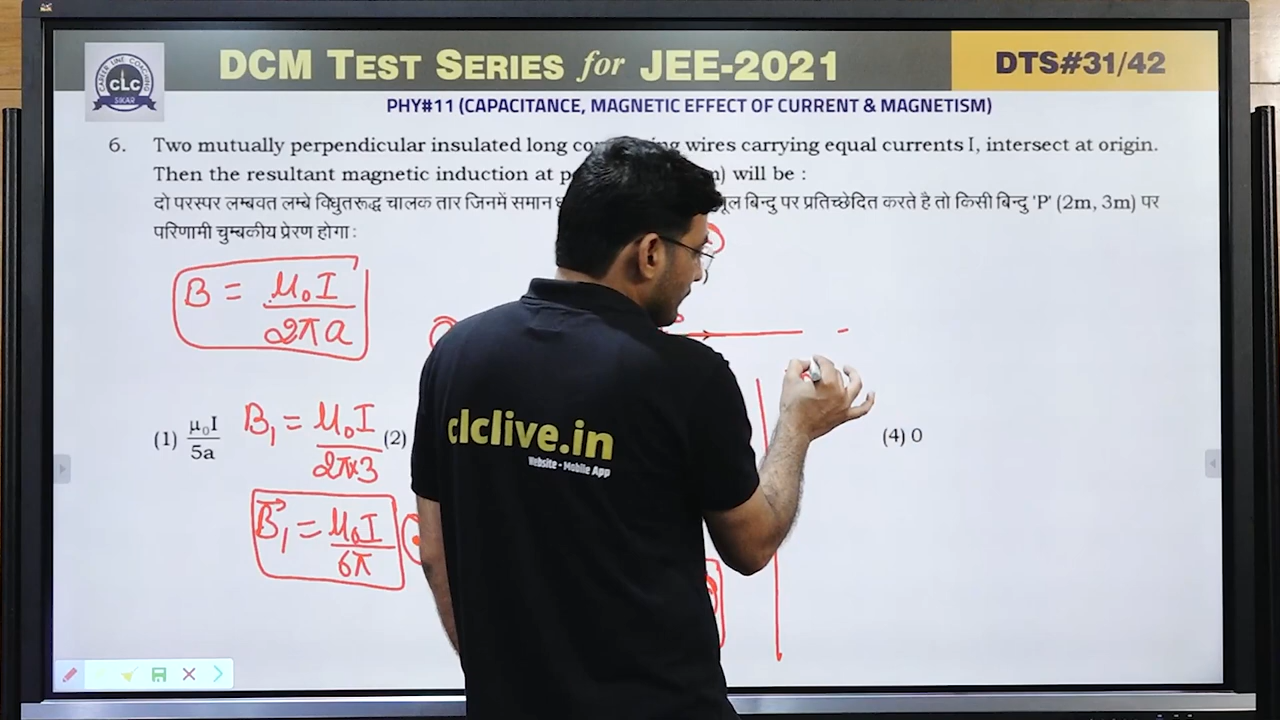 DCM TEST SERIES for JEE-2021
DTS#31/42
CLC
SIKAR
PHY#11 (CAPACITANCE, MAGNETIC EFFECT OF CURRENT & MAGNETISM)
6. Two mutually perpendicular insulated long wires carrying equal currents I, intersect at origin.
Then the resultant magnetic induction at will be :
दो परस्पर लम्बवत लम्बे विधुतरूद्ध चालक तार जिनमें समान बिन्दु पर प्रतिच्छेदित करते है तो किसी बिन्दु 'P' (2m, 3m) पर
परिणामी चुम्बकीय प्रेरण होगा :
B = μ₀I / 2πa
(1) μ₀I / 5a
B₁ = μ₀I / 2π×3
(2)
(4) 0
B⃗₁ = μ₀I / 6π
clclive.in
Website • Mobile App